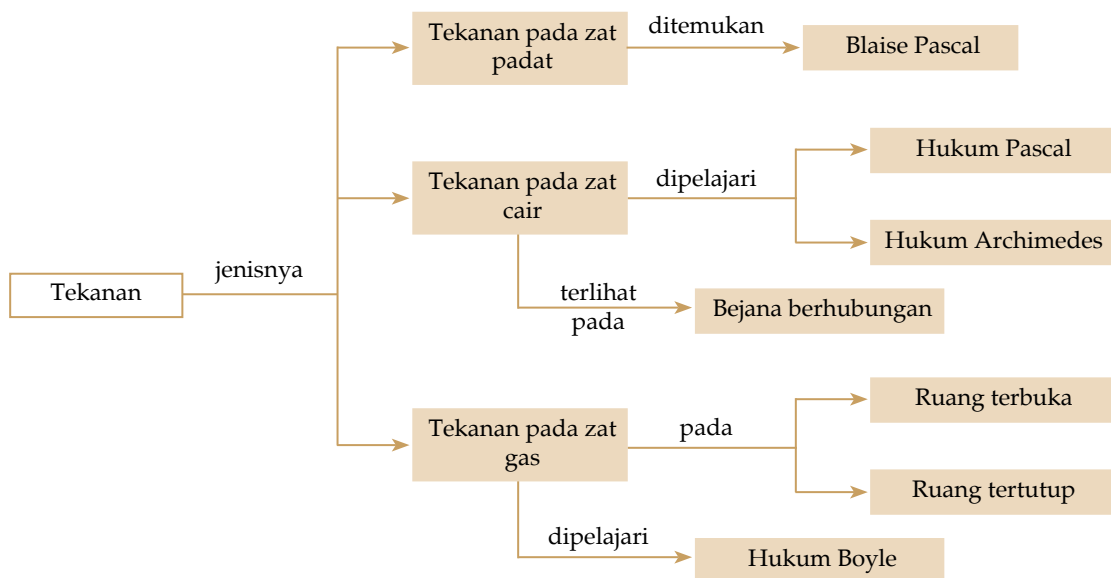 Tekanan
jenisnya
Tekanan pada zat
padat
ditemukan
Blaise Pascal
Tekanan pada zat
cair
dipelajari
Hukum Pascal
Hukum Archimedes
terlihat
pada
Bejana berhubungan
Tekanan pada zat
gas
pada
Ruang terbuka
Ruang tertutup
dipelajari
Hukum Boyle